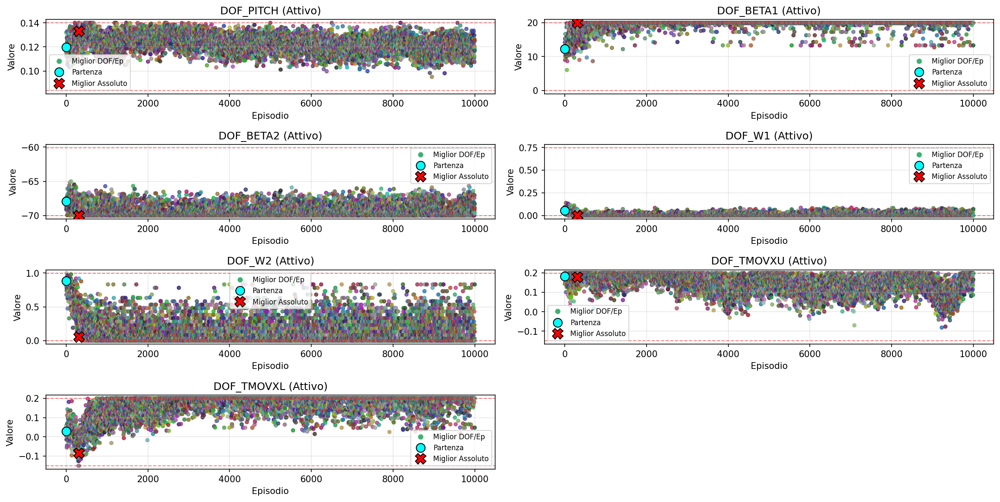 DOF_PITCH (Attivo)
0.14
0.12
0.10
Valore
Miglior DOF/Ep
Partenza
Miglior Assoluto
0 2000 4000 6000 8000 10000
Episodio
DOF_BETA1 (Attivo)
20
10
0
Valore
Miglior DOF/Ep
Partenza
Miglior Assoluto
0 2000 4000 6000 8000 10000
Episodio
DOF_BETA2 (Attivo)
−60
−65
−70
Valore
Miglior DOF/Ep
Partenza
Miglior Assoluto
0 2000 4000 6000 8000 10000
Episodio
DOF_W1 (Attivo)
0.75
0.50
0.25
0.00
Valore
Miglior DOF/Ep
Partenza
Miglior Assoluto
0 2000 4000 6000 8000 10000
Episodio
DOF_W2 (Attivo)
1.0
0.5
0.0
Valore
Miglior DOF/Ep
Partenza
Miglior Assoluto
0 2000 4000 6000 8000 10000
Episodio
DOF_TMOVXU (Attivo)
0.2
0.1
0.0
−0.1
Valore
Miglior DOF/Ep
Partenza
Miglior Assoluto
0 2000 4000 6000 8000 10000
Episodio
DOF_TMOVXL (Attivo)
0.2
0.1
0.0
−0.1
Valore
Miglior DOF/Ep
Partenza
Miglior Assoluto
0 2000 4000 6000 8000 10000
Episodio